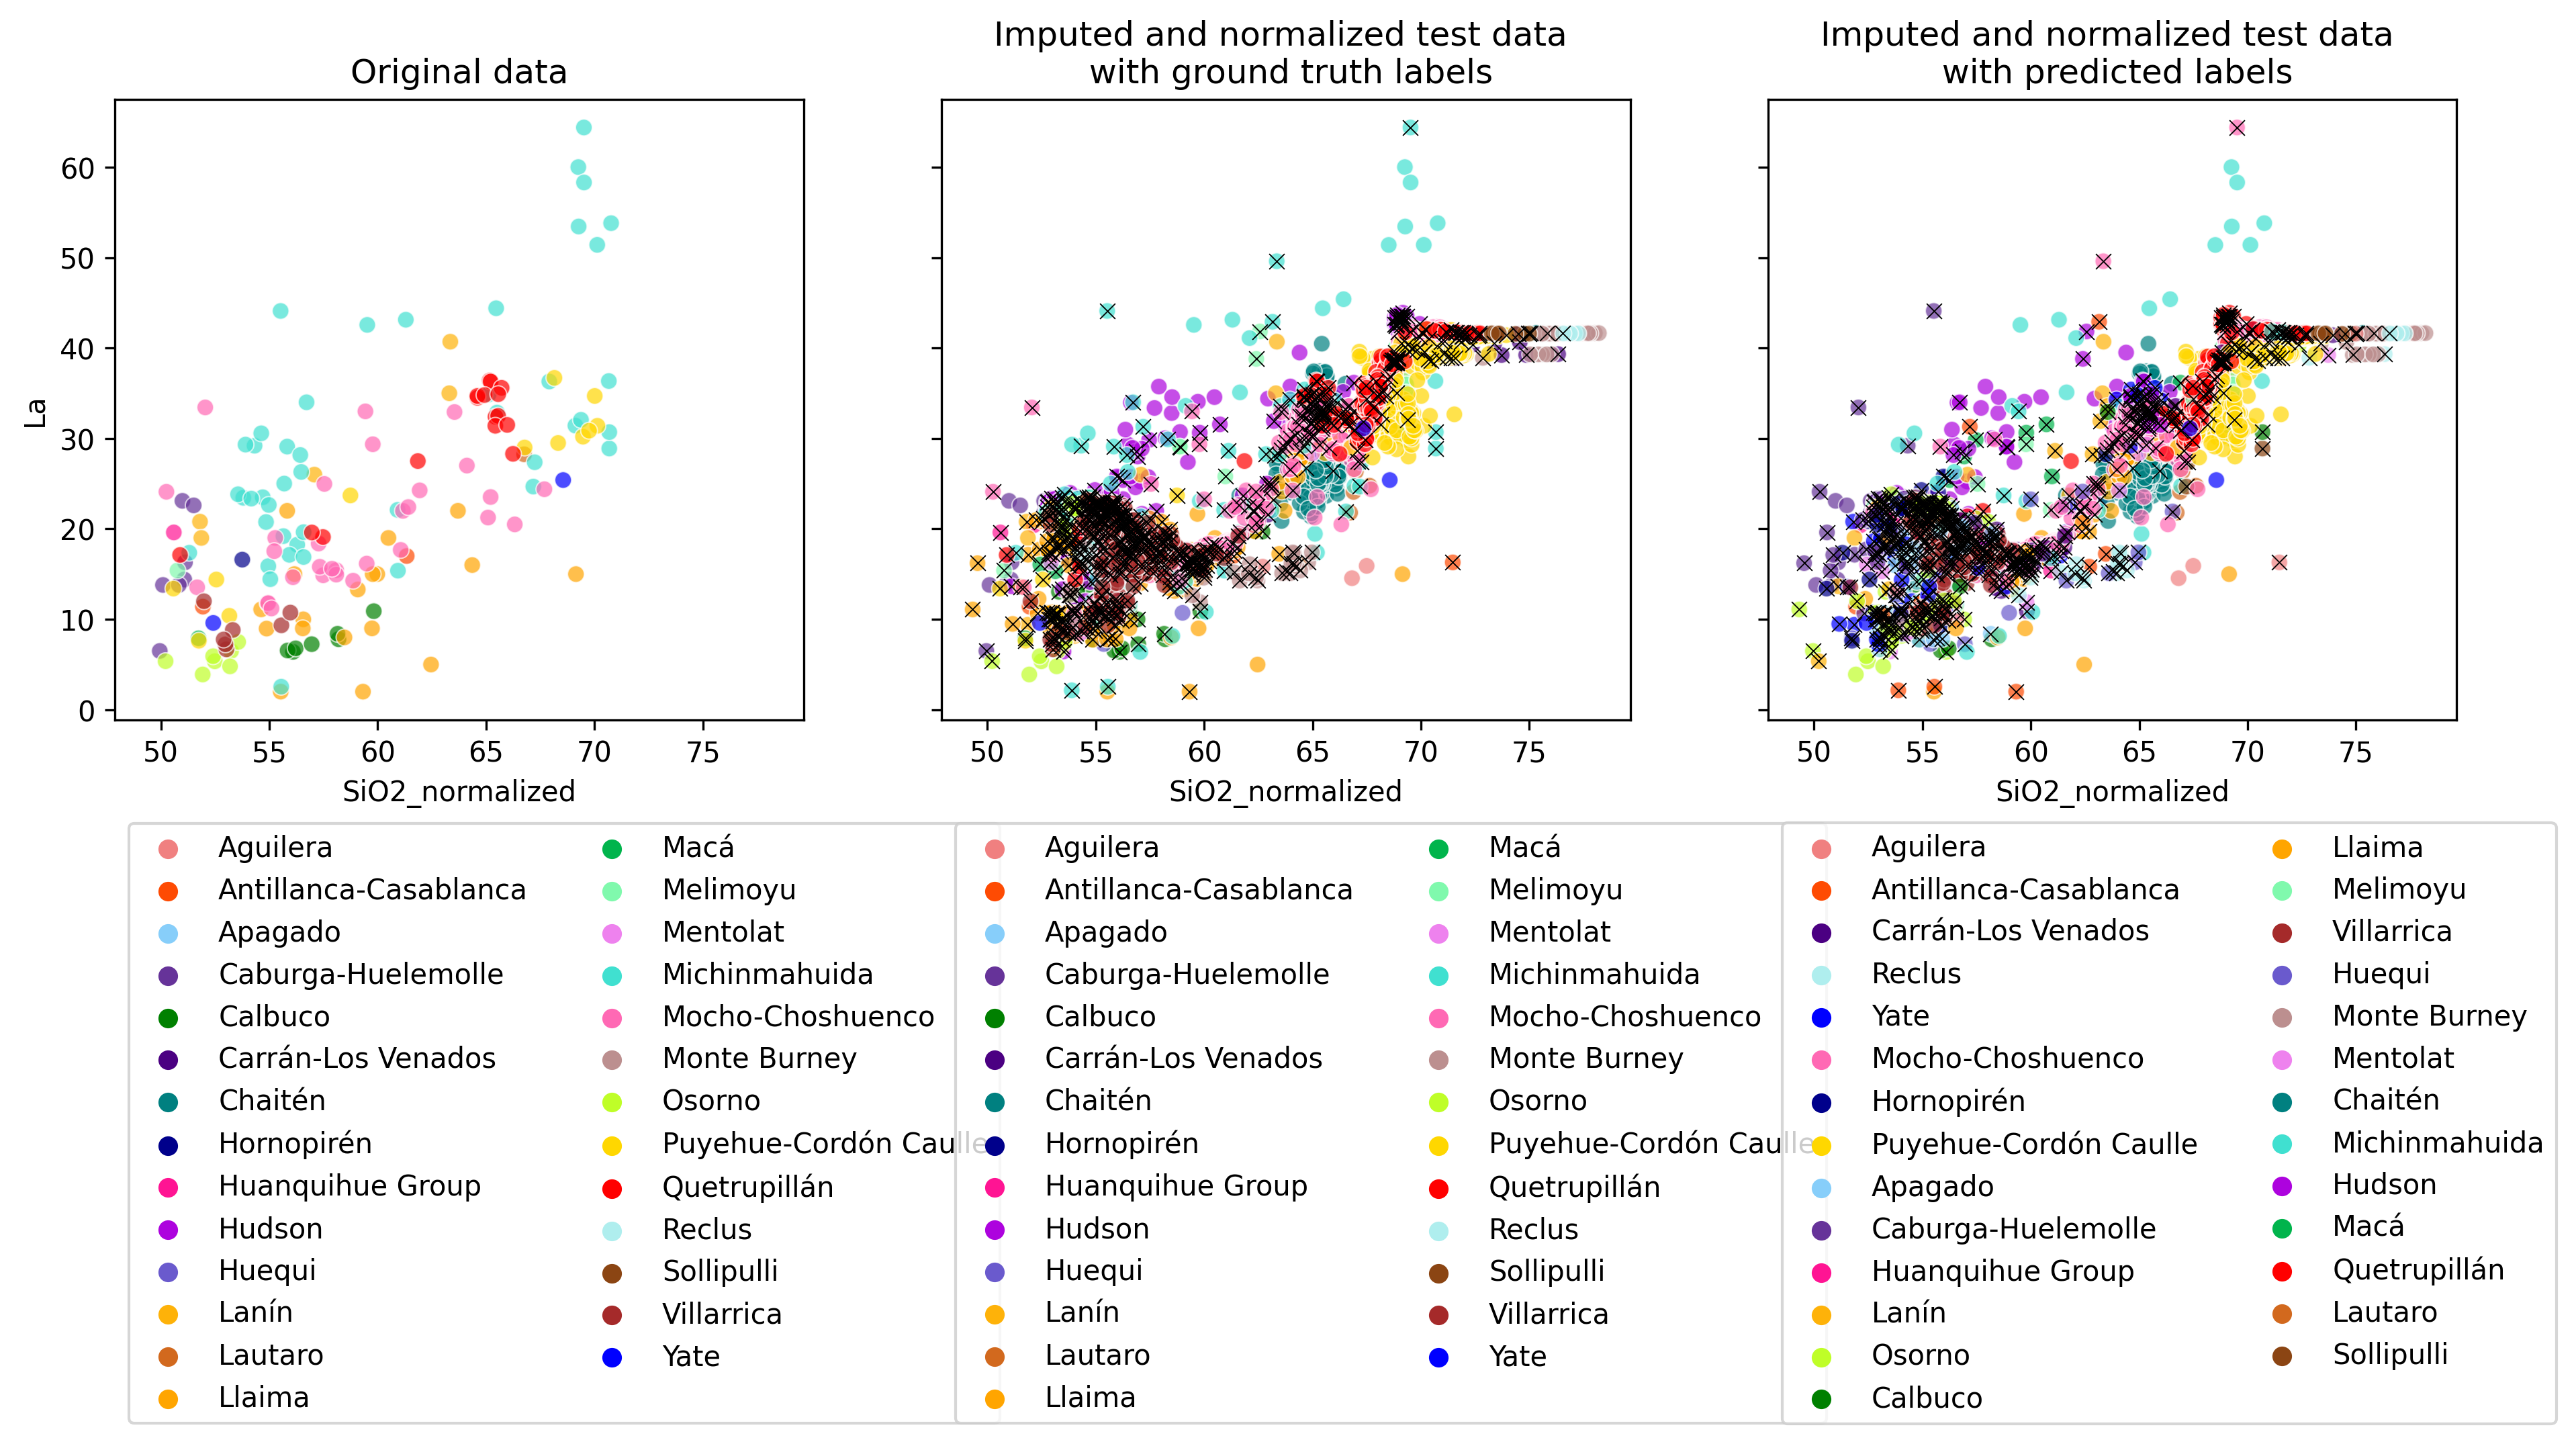 Original data
Imputed and normalized test data
with ground truth labels
Imputed and normalized test data
with predicted labels
La
60
50
40
30
20
10
0
50 55 60 65 70 75
SiO2_normalized
50 55 60 65 70 75
SiO2_normalized
50 55 60 65 70 75
SiO2_normalized
Aguilera
Antillanca-Casablanca
Apagado
Caburga-Huelemolle
Calbuco
Carrán-Los Venados
Chaitén
Hornopirén
Huanquihue Group
Hudson
Huequi
Lanín
Lautaro
Llaima
Macá
Melimoyu
Mentolat
Michinmahuida
Mocho-Choshuenco
Monte Burney
Osorno
Puyehue-Cordón Caulle
Quetrupillán
Reclus
Sollipulli
Villarrica
Yate
Aguilera
Antillanca-Casablanca
Apagado
Caburga-Huelemolle
Calbuco
Carrán-Los Venados
Chaitén
Hornopirén
Huanquihue Group
Hudson
Huequi
Lanín
Lautaro
Llaima
Macá
Melimoyu
Mentolat
Michinmahuida
Mocho-Choshuenco
Monte Burney
Osorno
Puyehue-Cordón Caulle
Quetrupillán
Reclus
Sollipulli
Villarrica
Yate
Aguilera
Antillanca-Casablanca
Carrán-Los Venados
Reclus
Yate
Mocho-Choshuenco
Hornopirén
Puyehue-Cordón Caulle
Apagado
Caburga-Huelemolle
Huanquihue Group
Lanín
Osorno
Calbuco
Llaima
Melimoyu
Villarrica
Huequi
Monte Burney
Mentolat
Chaitén
Michinmahuida
Hudson
Macá
Quetrupillán
Lautaro
Sollipulli